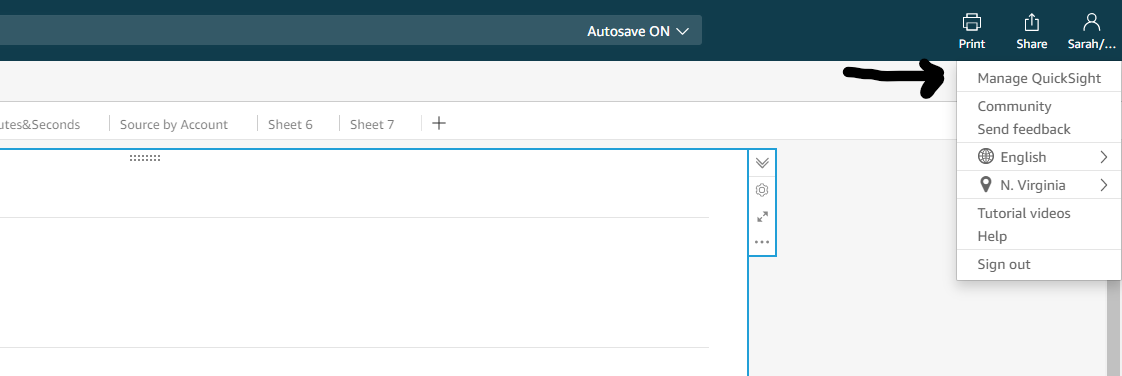 Autosave ON
Print
Share
Sarah/...
Manage QuickSight
Community
utes&Seconds
Source by Account
Sheet 6
Sheet 7
Send feedback
English
N. Virginia
Tutorial videos
Help
Sign out